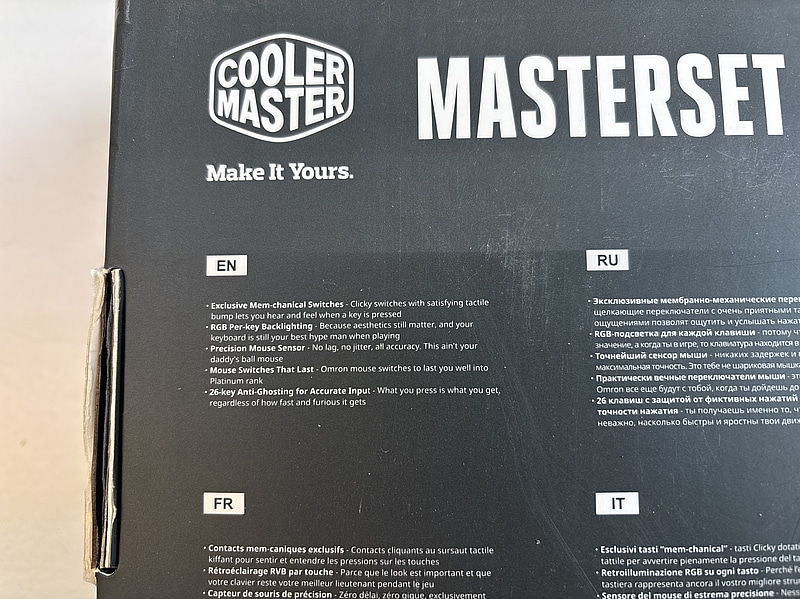 COOLER
MASTER
Make It Yours.
MASTERSET
EN
• Exclusive Mem-chanical Switches - Clicky switches with satisfying tactile
bump lets you hear and feel when a key is pressed
• RGB Per-key Backlighting - Because aesthetics still matter, and your
keyboard is still your best hype man when playing
• Precision Mouse Sensor - No lag, no jitter, all accuracy. This ain't your
daddy's ball mouse
• Mouse Switches That Last - Omron mouse switches to last you well into
Platinum rank
• 26-key Anti-Ghosting for Accurate Input - What you press is what you get,
regardless of how fast and furious it gets
RU
• Эксклюзивные мембранно-механические
щелкающие переключатели с очень приятными
ощущениями позволят ощутить и услышать
• RGB-подсветка для каждой клавиши - потому
значение, а когда ты в игре, то клавиатура находится в
• Точнейший сенсор мыши - никаких задержек и
максимальная точность. Это тебе не шариковая
• Практически вечные переключатели мыши -
Omron все еще будут с тобой, когда ты дойдешь до
• 26 клавиш с защитой от фиктивных нажатий
точности нажатия - ты получаешь именно то,
неважно, насколько быстры и яростны твои
FR
• Contacts mem-caniques exclusifs - Contacts cliquants au sursaut tactile
kiffant pour sentir et entendre les pressions sur les touches
• Rétroéclairage RVB par touche - Parce que le look est important et que
votre clavier reste votre meilleur lieutenant pendant le jeu
• Capteur de souris de précision - Zéro délai, zéro gigue, exclusivement
IT
• Esclusivi tasti "mem-chanical" - tasti Clicky
tattile per avvertire pienamente la pressione del
• Retroilluminazione RGB su ogni tasto -
tastiera rappresenta ancora il vostro migliore
• Sensore del mouse di estrema precisione -